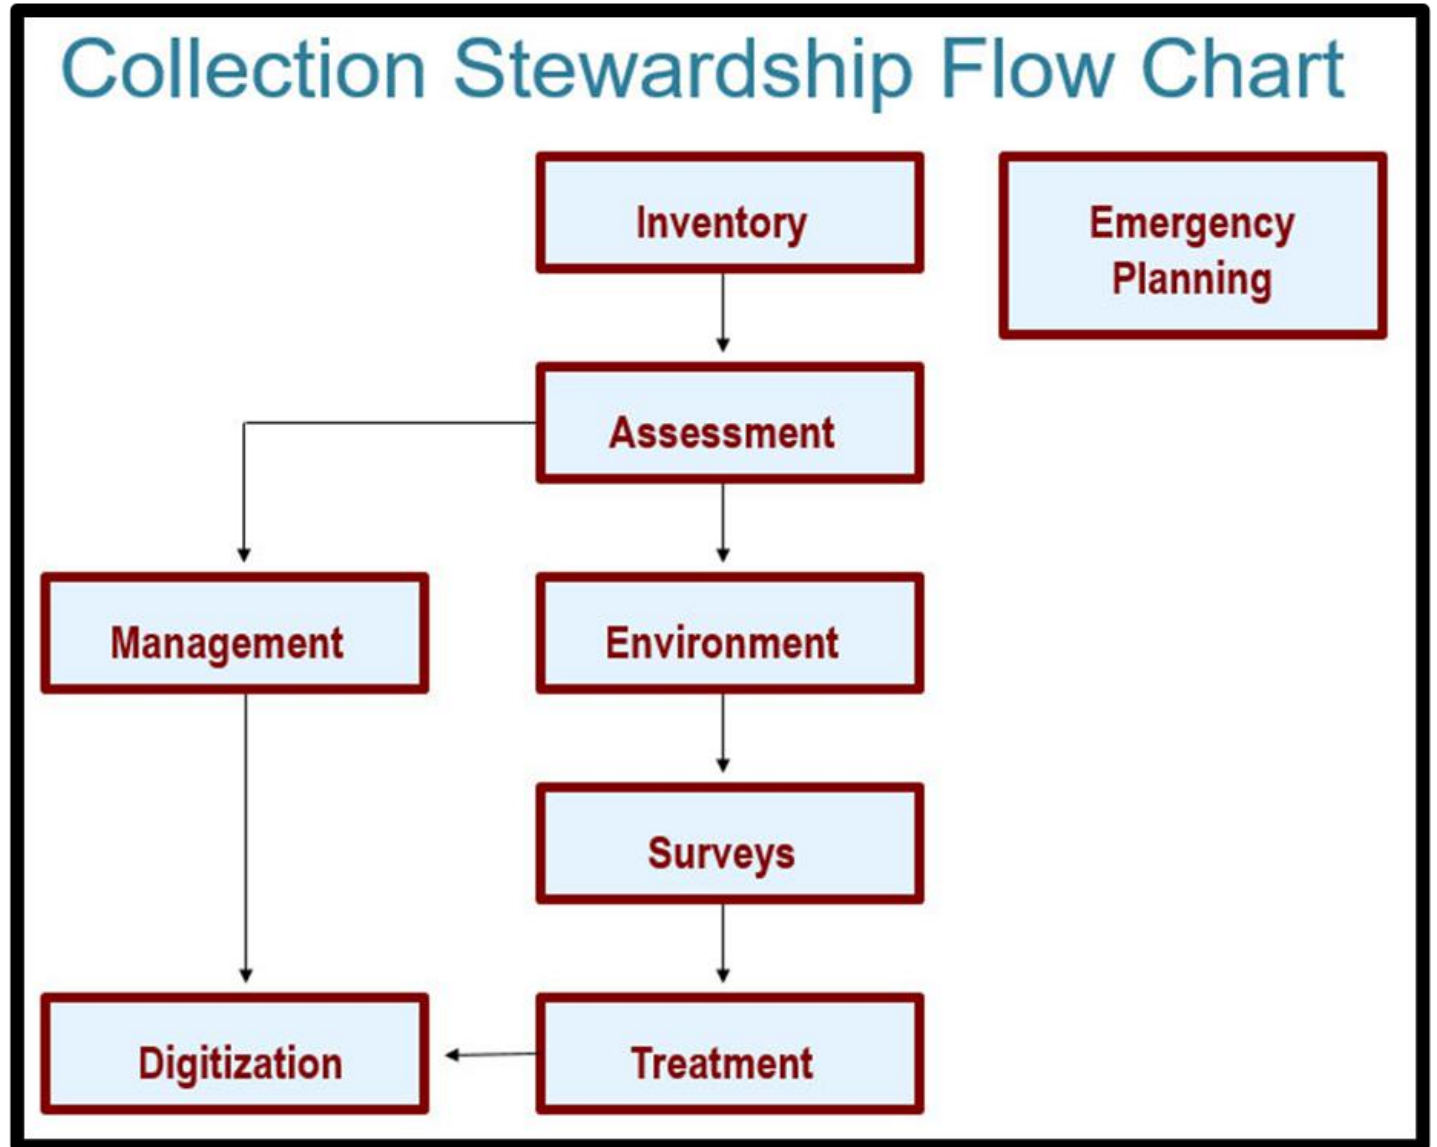 Collection Stewardship Flow Chart
Inventory
Emergency
Planning
Assessment
Management
Environment
Surveys
Digitization
Treatment